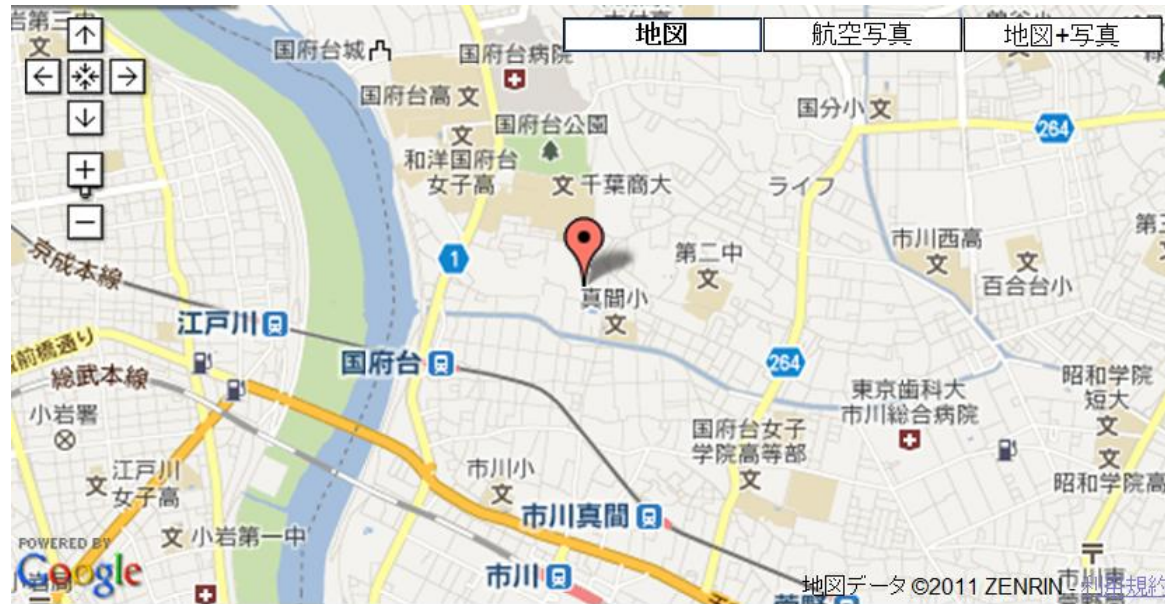 地図
航空写真
地図+写真
国府台城
国府台病院
国府台高
国分小
国府台公園
264
和洋国府台
女子高
千葉商大
ライフ
京成本線
1
第二中
市川西高
百合台小
真間小
江戸川
国府台
264
総武本線
小岩署
東京歯科大
市川総合病院
昭和学院
短大
国府台女子
学院高等部
江戸川
女子高
市川小
昭和学院高
市川真間
小岩第一中
POWERED BY
Google
市川
地図データ ©2011 ZENRIN - 利用規約